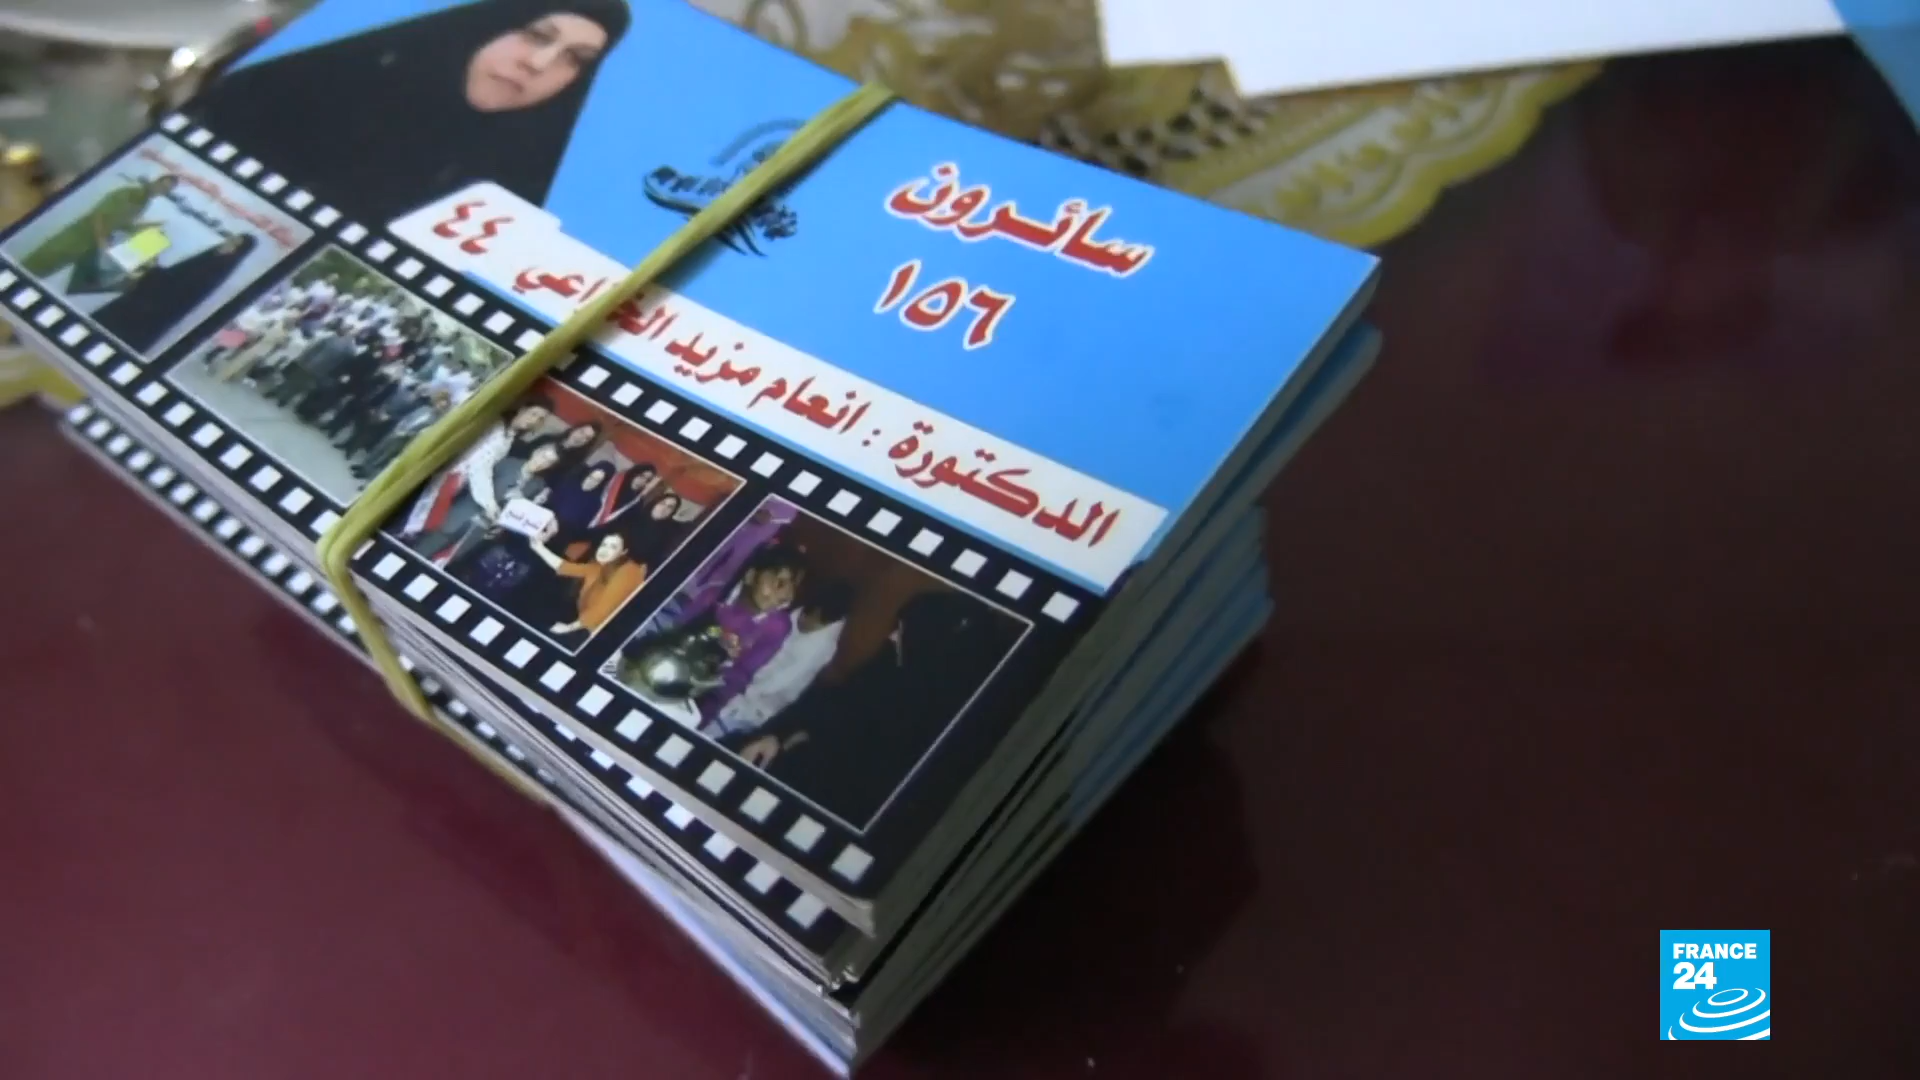 سائرون
١٥٦
الدكتورة : انعام مزيد الخزاعي ٤٤
FRANCE
24